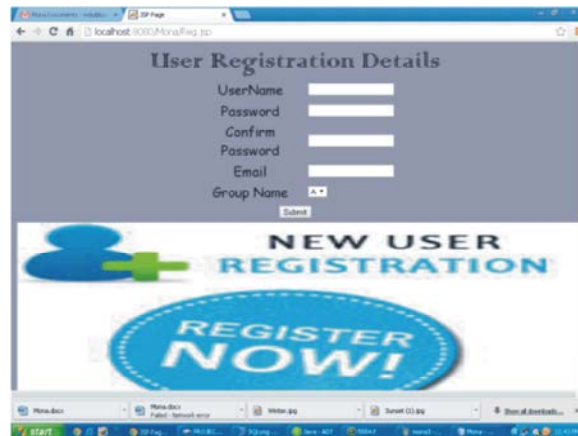 JSP Page
localhost:8080/Mona/Reg.jsp
User Registration Details
UserName
Password
Confirm
Password
Email
Group Name A
Submit
NEW USER
REGISTRATION
REGISTER
NOW!
Mona.docx
Mona.docx
Failed - Network error
Winter.jpg
Sunset (1).jpg
Show all downloads...
start